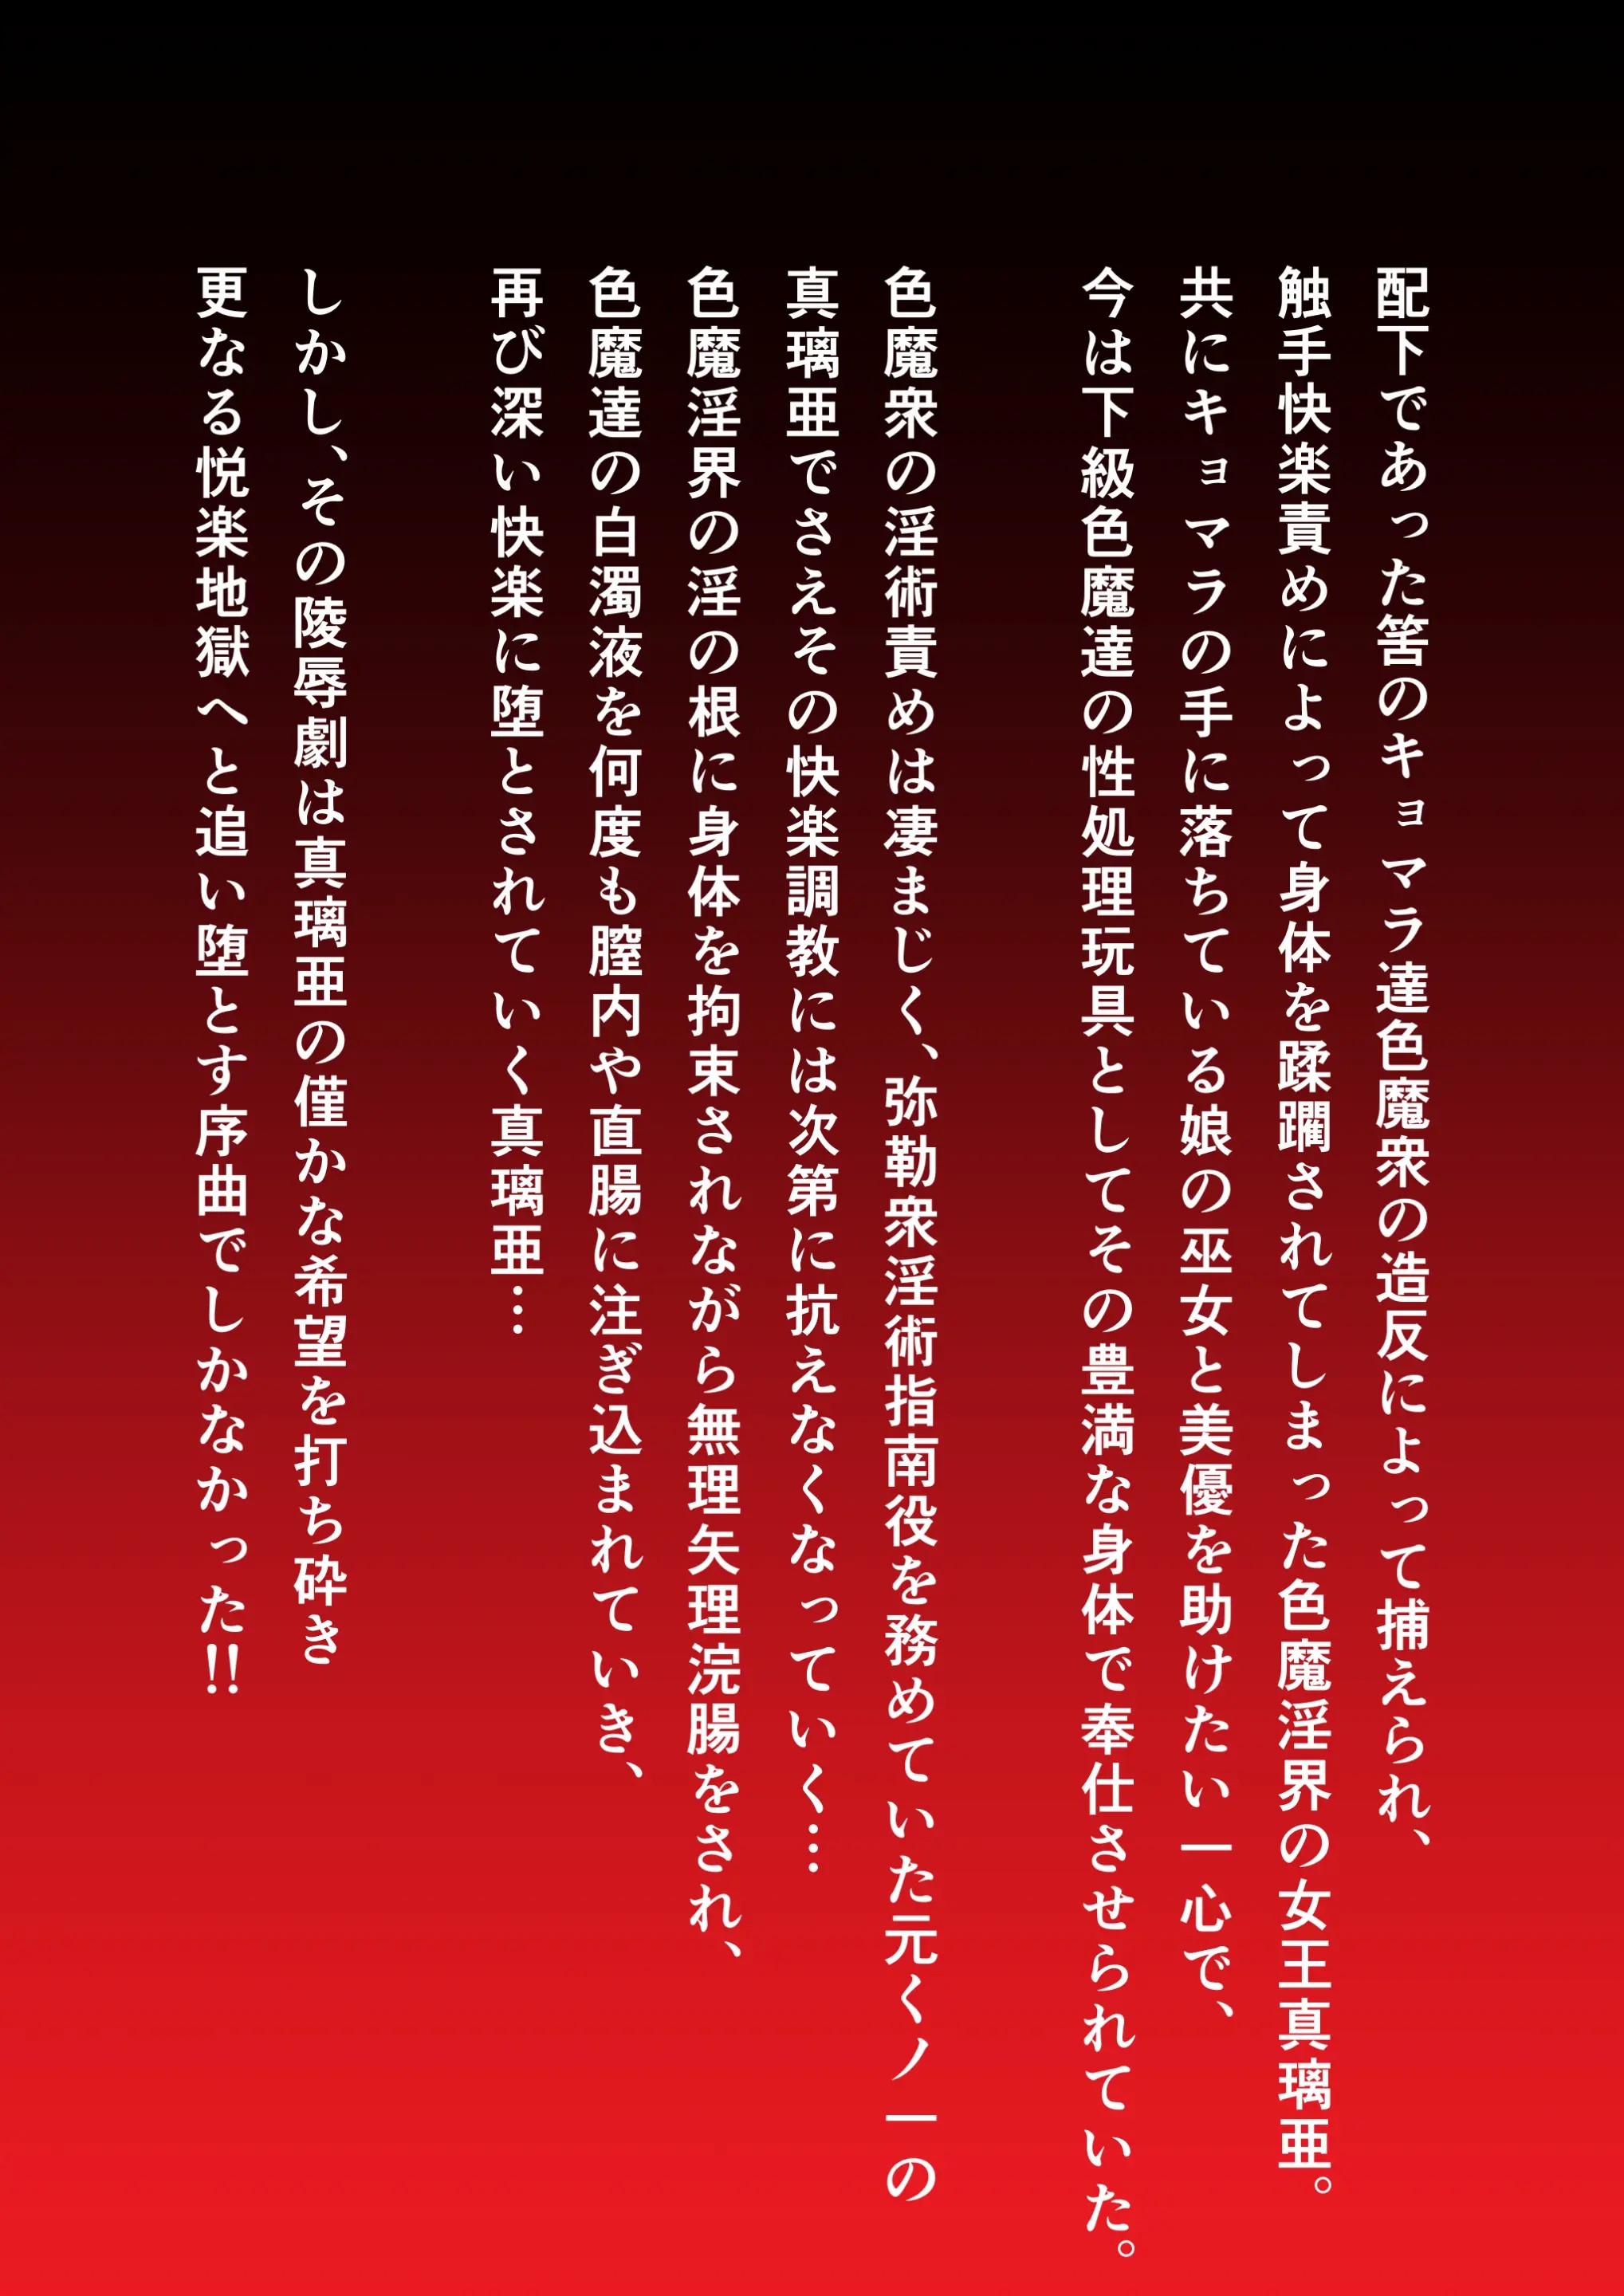 配下であった筈のキョマラ達色魔衆の造反によって捕えられ、
触手快楽責めによって身体を蹂躙されてしまった色魔淫界の女王真璃亜。
共にキョマラの手に落ちている娘の巫女と美優を助けたい一心で、
今は下級色魔達の性処理玩具としてその豊満な身体で奉仕させられていた。
色魔衆の淫術責めは凄まじく、弥勒衆淫術指南役を務めていた元くノ一の
真璃亜でさえその快楽調教には次第に抗えなくなっていく…
色魔淫界の淫の根に身体を拘束されながら無理矢理浣腸をされ、
色魔達の白濁液を何度も膣内や直腸に注ぎ込まれていき、
再び深い快楽に堕とされていく真璃亜…
しかし、その陵辱劇は真璃亜の僅かな希望を打ち砕き
更なる悦楽地獄へと追い堕とす序曲でしかなかった!!